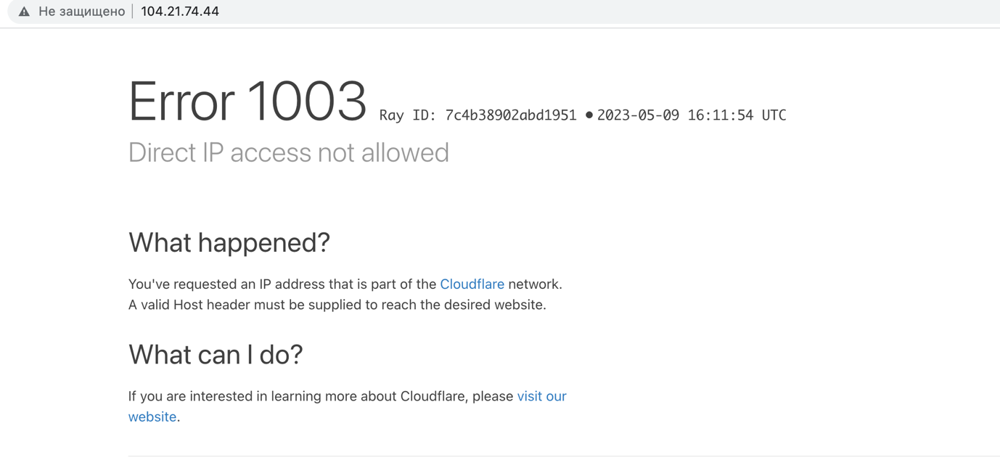 Не защищено 104.21.74.44
Error 1003 Ray ID: 7c4b38902abd1951 • 2023-05-09 16:11:54 UTC
Direct IP access not allowed
What happened?
You've requested an IP address that is part of the Cloudflare network.
A valid Host header must be supplied to reach the desired website.
What can I do?
If you are interested in learning more about Cloudflare, please visit our
website.